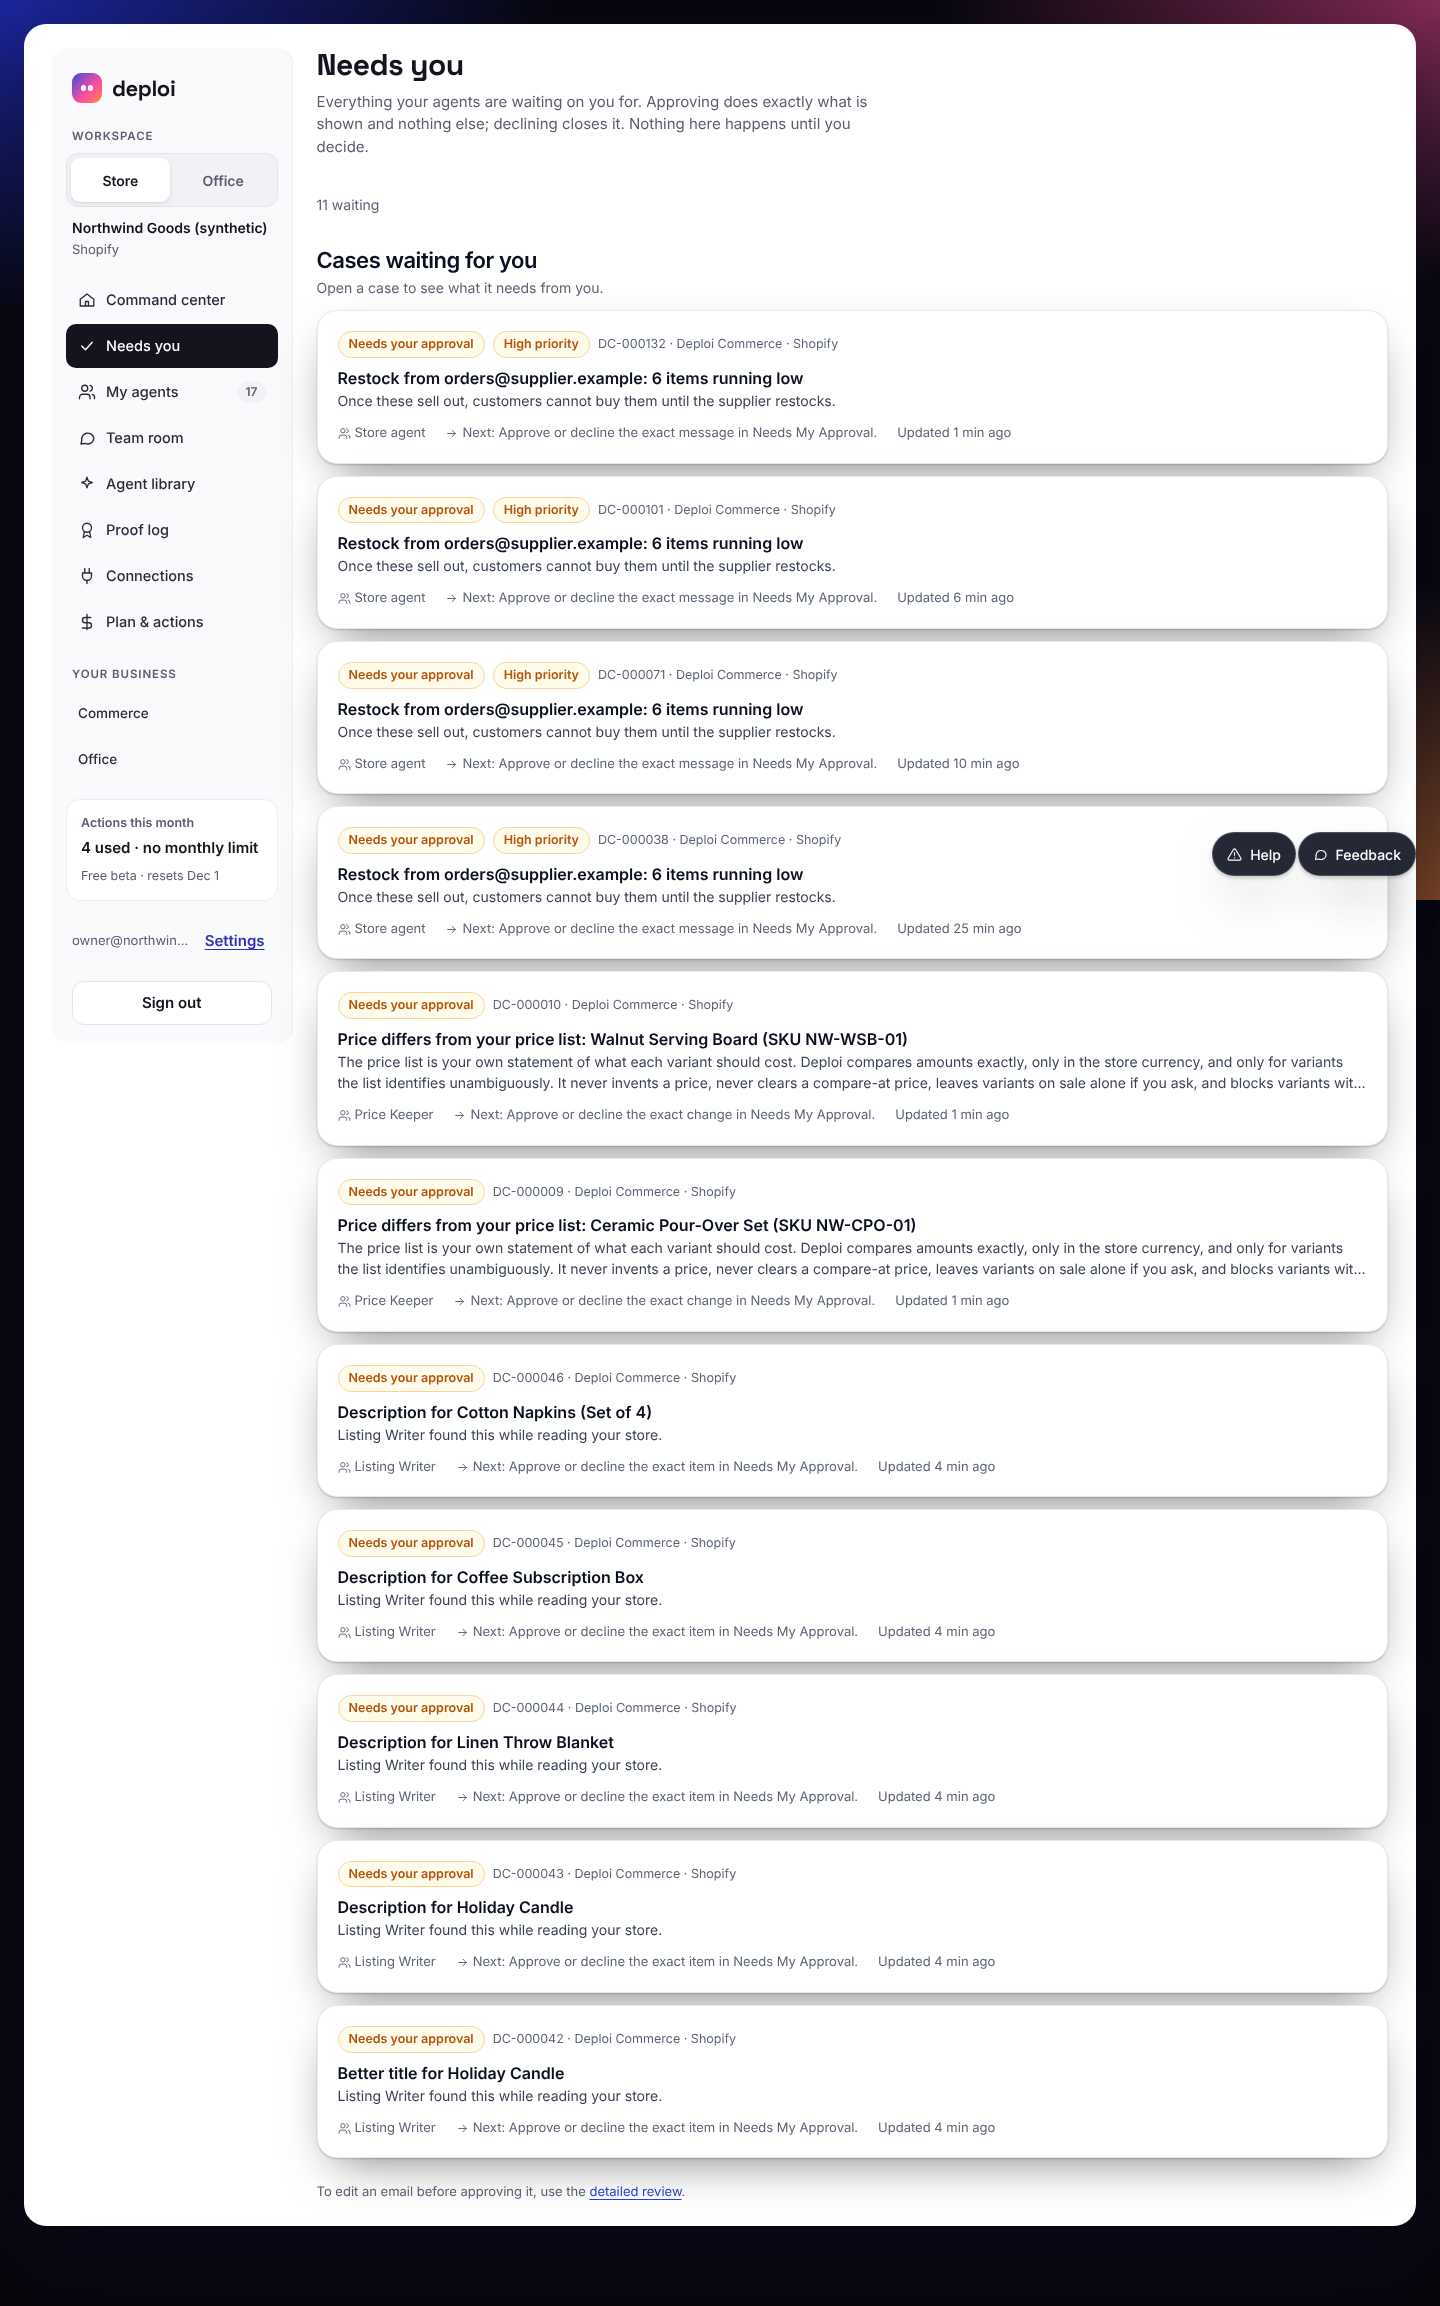 deploi
WORKSPACE
Store
Office
Northwind Goods (synthetic)
Shopify
Command center
Needs you
My agents
17
Team room
Agent library
Proof log
Connections
Plan & actions
YOUR BUSINESS
Commerce
Office
Actions this month
4 used · no monthly limit
Free beta · resets Dec 1
owner@northwin...
Settings
Sign out
Needs you
Everything your agents are waiting on you for. Approving does exactly what is
shown and nothing else; declining closes it. Nothing here happens until you
decide.
11 waiting
Cases waiting for you
Open a case to see what it needs from you.
Needs your approval High priority DC-000132 · Deploi Commerce · Shopify
Restock from orders@supplier.example: 6 items running low
Once these sell out, customers cannot buy them until the supplier restocks.
Store agent → Next: Approve or decline the exact message in Needs My Approval. Updated 1 min ago
Needs your approval High priority DC-000101 · Deploi Commerce · Shopify
Restock from orders@supplier.example: 6 items running low
Once these sell out, customers cannot buy them until the supplier restocks.
Store agent → Next: Approve or decline the exact message in Needs My Approval. Updated 6 min ago
Needs your approval High priority DC-000071 · Deploi Commerce · Shopify
Restock from orders@supplier.example: 6 items running low
Once these sell out, customers cannot buy them until the supplier restocks.
Store agent → Next: Approve or decline the exact message in Needs My Approval. Updated 10 min ago
Needs your approval High priority DC-000038 · Deploi Commerce · Shopify
Help
Feedback
Restock from orders@supplier.example: 6 items running low
Once these sell out, customers cannot buy them until the supplier restocks.
Store agent → Next: Approve or decline the exact message in Needs My Approval. Updated 25 min ago
Needs your approval DC-000010 · Deploi Commerce · Shopify
Price differs from your price list: Walnut Serving Board (SKU NW-WSB-01)
The price list is your own statement of what each variant should cost. Deploi compares amounts exactly, only in the store currency, and only for variants
the list identifies unambiguously. It never invents a price, never clears a compare-at price, leaves variants on sale alone if you ask, and blocks variants wit...
Price Keeper → Next: Approve or decline the exact change in Needs My Approval. Updated 1 min ago
Needs your approval DC-000009 · Deploi Commerce · Shopify
Price differs from your price list: Ceramic Pour-Over Set (SKU NW-CPO-01)
The price list is your own statement of what each variant should cost. Deploi compares amounts exactly, only in the store currency, and only for variants
the list identifies unambiguously. It never invents a price, never clears a compare-at price, leaves variants on sale alone if you ask, and blocks variants wit...
Price Keeper → Next: Approve or decline the exact change in Needs My Approval. Updated 1 min ago
Needs your approval DC-000046 · Deploi Commerce · Shopify
Description for Cotton Napkins (Set of 4)
Listing Writer found this while reading your store.
Listing Writer → Next: Approve or decline the exact item in Needs My Approval. Updated 4 min ago
Needs your approval DC-000045 · Deploi Commerce · Shopify
Description for Coffee Subscription Box
Listing Writer found this while reading your store.
Listing Writer → Next: Approve or decline the exact item in Needs My Approval. Updated 4 min ago
Needs your approval DC-000044 · Deploi Commerce · Shopify
Description for Linen Throw Blanket
Listing Writer found this while reading your store.
Listing Writer → Next: Approve or decline the exact item in Needs My Approval. Updated 4 min ago
Needs your approval DC-000043 · Deploi Commerce · Shopify
Description for Holiday Candle
Listing Writer found this while reading your store.
Listing Writer → Next: Approve or decline the exact item in Needs My Approval. Updated 4 min ago
Needs your approval DC-000042 · Deploi Commerce · Shopify
Better title for Holiday Candle
Listing Writer found this while reading your store.
Listing Writer → Next: Approve or decline the exact item in Needs My Approval. Updated 4 min ago
To edit an email before approving it, use the detailed review.